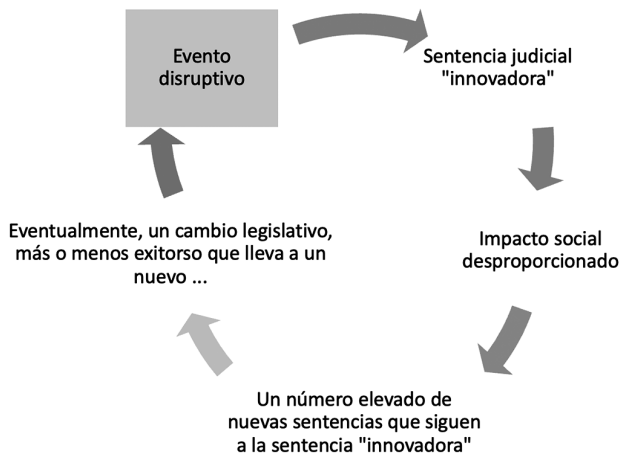 Evento
disruptivo
Sentencia judicial
"innovadora"
Impacto social
desproporcionado
Un número elevado de
nuevas sentencias que siguen
a la sentencia "innovadora"
Eventualmente, un cambio legislativo,
más o menos exitorso que lleva a un
nuevo ...